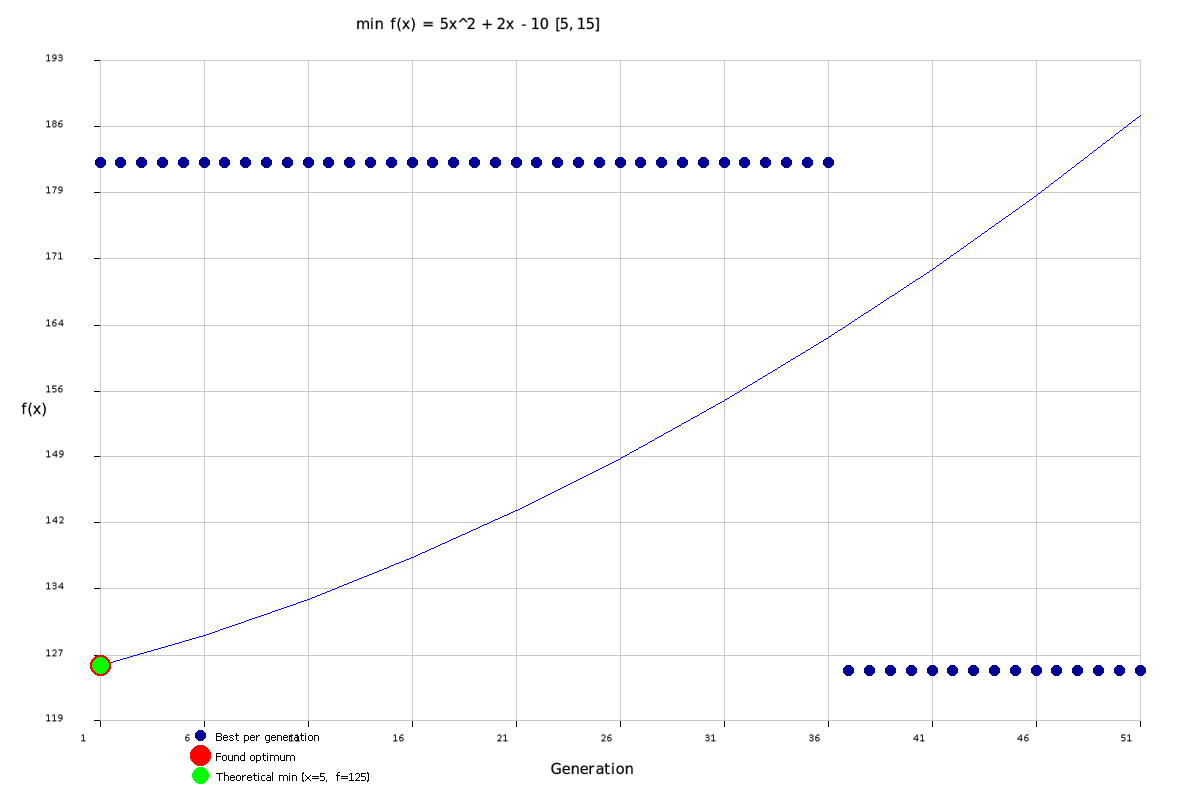 min f(x) = 5x^2 + 2x - 10 [5, 15]
193
186
179
171
164
156
f(x)
149
142
134
127
119
1 6 11 16 21 26 31 36 41 46 51
Best per generation
Found optimum
Generation
Theoretical min (x=5, f=125)